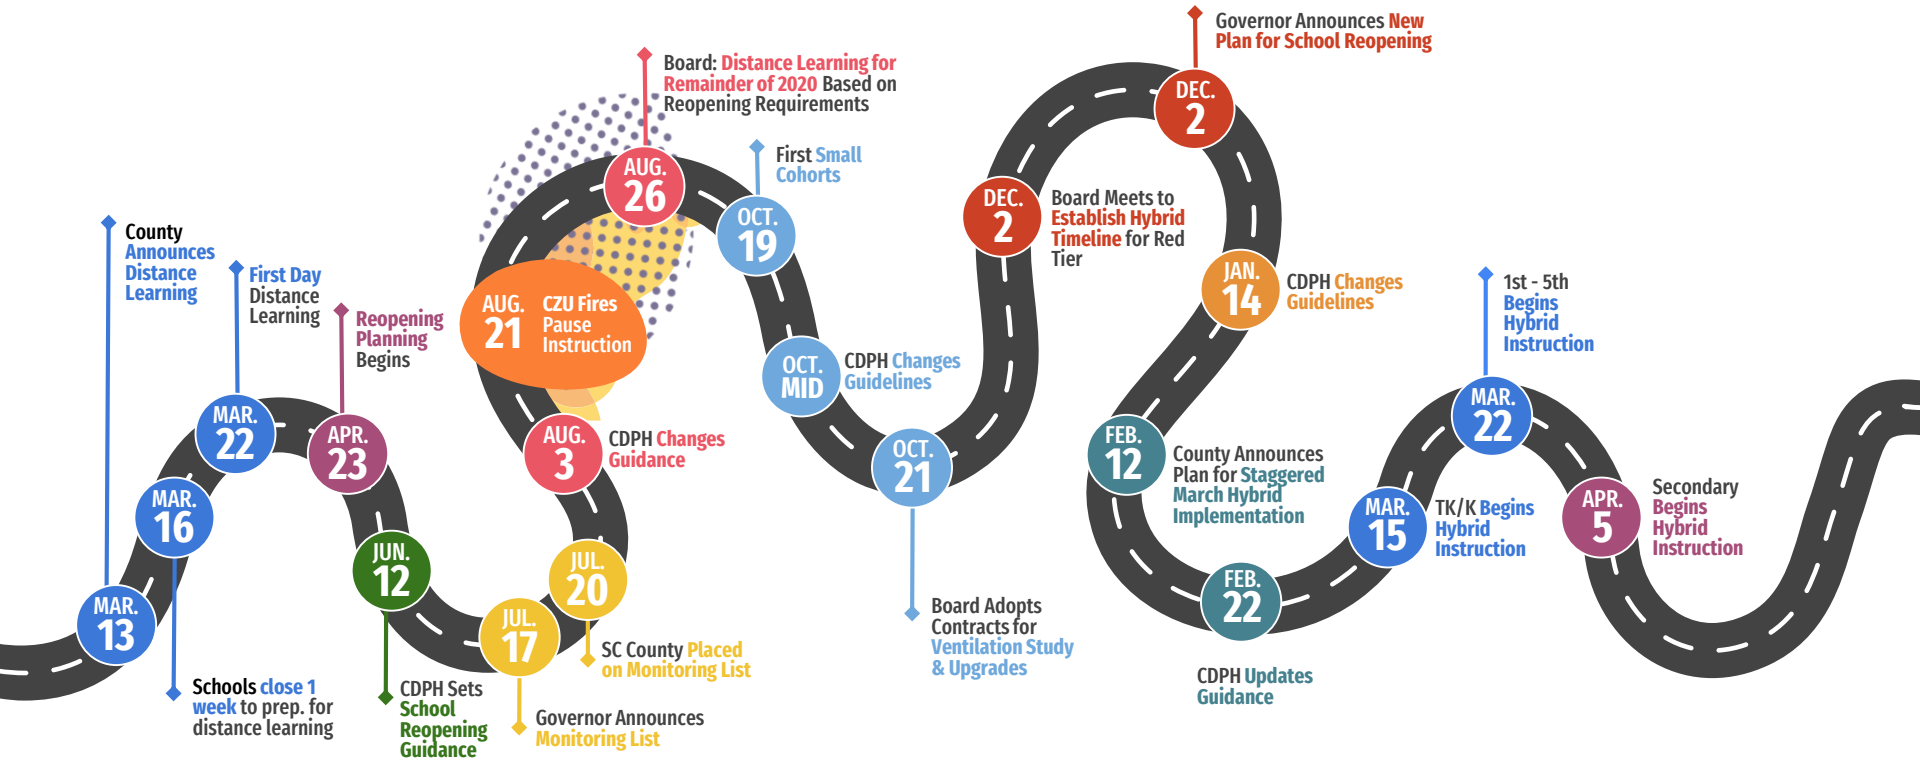 MAR.
13
County
Announces
Distance
Learning
MAR.
16
Schools close 1
week to prep. for
distance learning
MAR.
22
First Day
Distance
Learning
APR.
23
Reopening
Planning
Begins
JUN.
12
CDPH Sets
School
Reopening
Guidance
JUL.
17
Governor Announces
Monitoring List
JUL.
20
SC County Placed
on Monitoring List
AUG.
3
CDPH Changes
Guidance
AUG.
21
CZU Fires
Pause
Instruction
AUG.
26
Board: Distance Learning for
Remainder of 2020 Based on
Reopening Requirements
OCT.
19
First Small
Cohorts
OCT.
MID
CDPH Changes
Guidelines
OCT.
21
Board Adopts
Contracts for
Ventilation Study
& Upgrades
DEC.
2
Board Meets to
Establish Hybrid
Timeline for Red
Tier
DEC.
2
Governor Announces New
Plan for School Reopening
JAN.
14
CDPH Changes
Guidelines
FEB.
12
County Announces
Plan for Staggered
March Hybrid
Implementation
FEB.
22
CDPH Updates
Guidance
MAR.
15
TK/K Begins
Hybrid
Instruction
MAR.
22
1st - 5th
Begins
Hybrid
Instruction
APR.
5
Secondary
Begins
Hybrid
Instruction